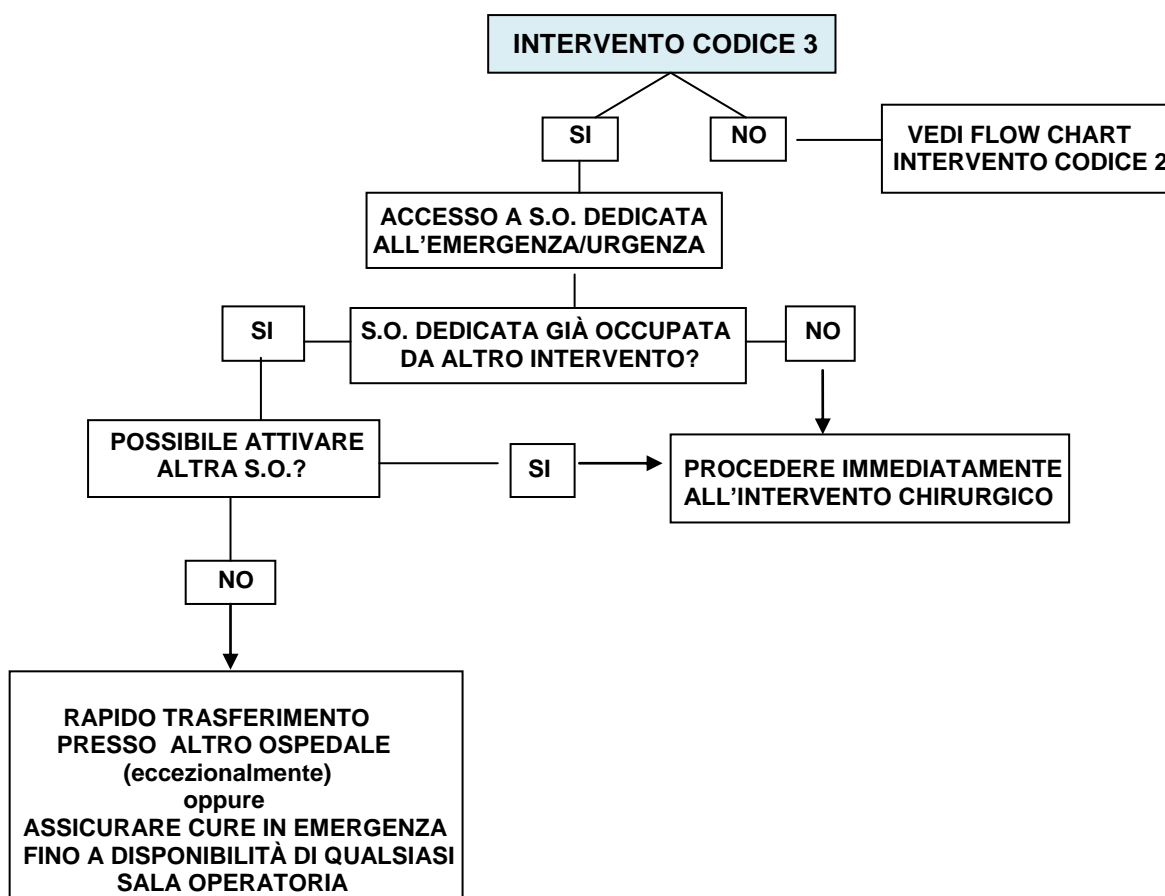 INTERVENTO CODICE 3
SI
NO
VEDI FLOW CHART
INTERVENTO CODICE 2
ACCESSO A S.O. DEDICATA
ALL’EMERGENZA/URGENZA
SI
S.O. DEDICATA GIÀ OCCUPATA
DA ALTRO INTERVENTO?
NO
POSSIBILE ATTIVARE
ALTRA S.O.?
SI
PROCEDERE IMMEDIATAMENTE
ALL’INTERVENTO CHIRURGICO
NO
RAPIDO TRASFERIMENTO
PRESSO ALTRO OSPEDALE
(eccezionalmente)
oppure
ASSICURARE CURE IN EMERGENZA
FINO A DISPONIBILITÀ DI QUALSIASI
SALA OPERATORIA